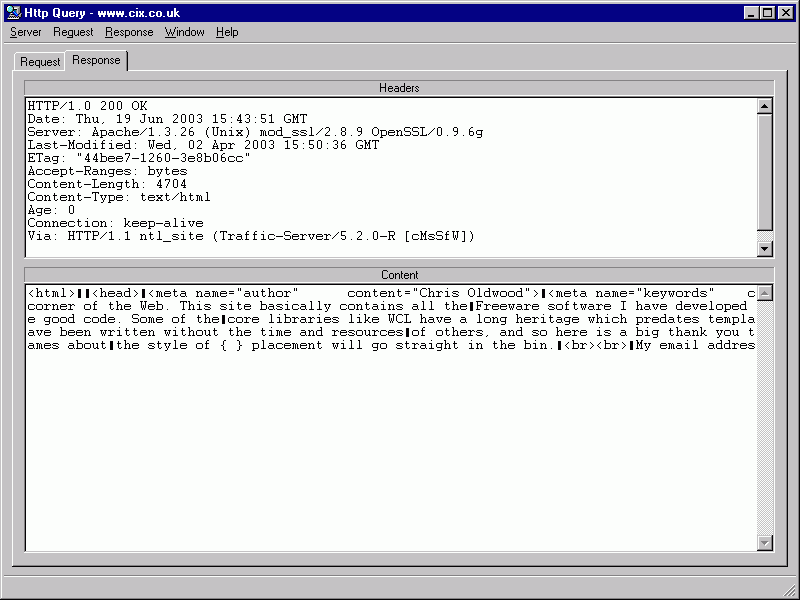 Http Query - www.cix.co.uk
Server Request Response Window Help
Request Response
Headers
HTTP/1.0 200 OK
Date: Thu, 19 Jun 2003 15:43:51 GMT
Server: Apache/1.3.26 (Unix) mod_ssl/2.8.9 OpenSSL/0.9.6g
Last-Modified: Wed, 02 Apr 2003 15:50:36 GMT
ETag: "44bee7-1260-3e8b06cc"
Accept-Ranges: bytes
Content-Length: 4704
Content-Type: text/html
Age: 0
Connection: keep-alive
Via: HTTP/1.1 ntl_site (Traffic-Server/5.2.0-R [cMsSfW])
Content
<html>▌▌<head>▌<meta name="author" content="Chris Oldwood">▌<meta name="keywords" c
corner of the Web. This site basically contains all the▌Freeware software I have developed
e good code. Some of the▌core libraries like WCL have a long heritage which predates templa
ave been written without the time and resources▌of others, and so here is a big thank you t
ames about▌the style of { } placement will go straight in the bin.▌<br><br>▌My email addres